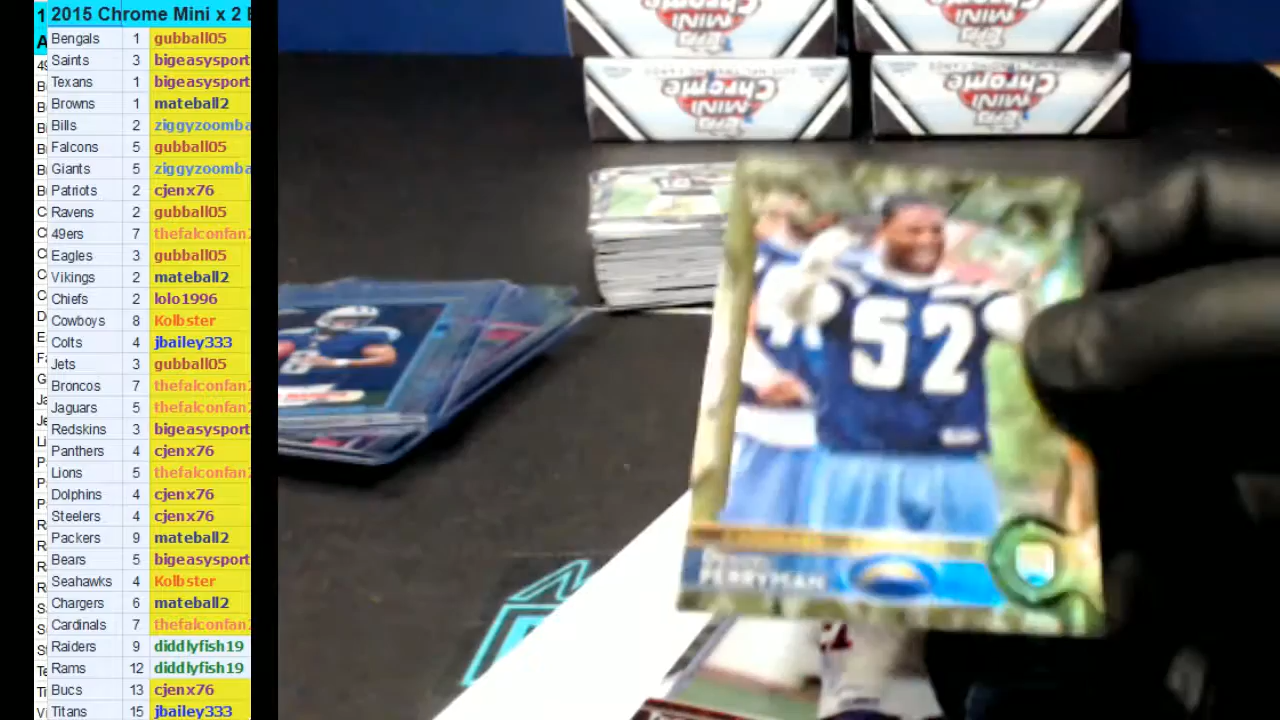 2015 Chrome Mini x 2 B
Bengals 1 gubball05
Saints 3 bigeasysport
Texans 1 bigeasysport
Browns 1 mateball2
Bills 2 ziggyzoomba
Falcons 5 gubball05
Giants 5 ziggyzoomba
Patriots 2 cjenx76
Ravens 2 gubball05
49ers 7 thefalconfan
Eagles 3 gubball05
Vikings 2 mateball2
Chiefs 2 lolo1996
Cowboys 8 Kolbster
Colts 4 jbailey333
Jets 3 gubball05
Broncos 7 thefalconfan
Jaguars 5 thefalconfan
Redskins 3 bigeasysport
Panthers 4 cjenx76
Lions 5 thefalconfan
Dolphins 4 cjenx76
Steelers 4 cjenx76
Packers 9 mateball2
Bears 5 bigeasysport
Seahawks 4 Kolbster
Chargers 6 mateball2
Cardinals 7 thefalconfan
Raiders 9 diddlyfish19
Rams 12 diddlyfish19
Bucs 13 cjenx76
Titans 15 jbailey333
MINI
MINI
Chrome
MINI
Chrome
MINI
52
PERRYMAN